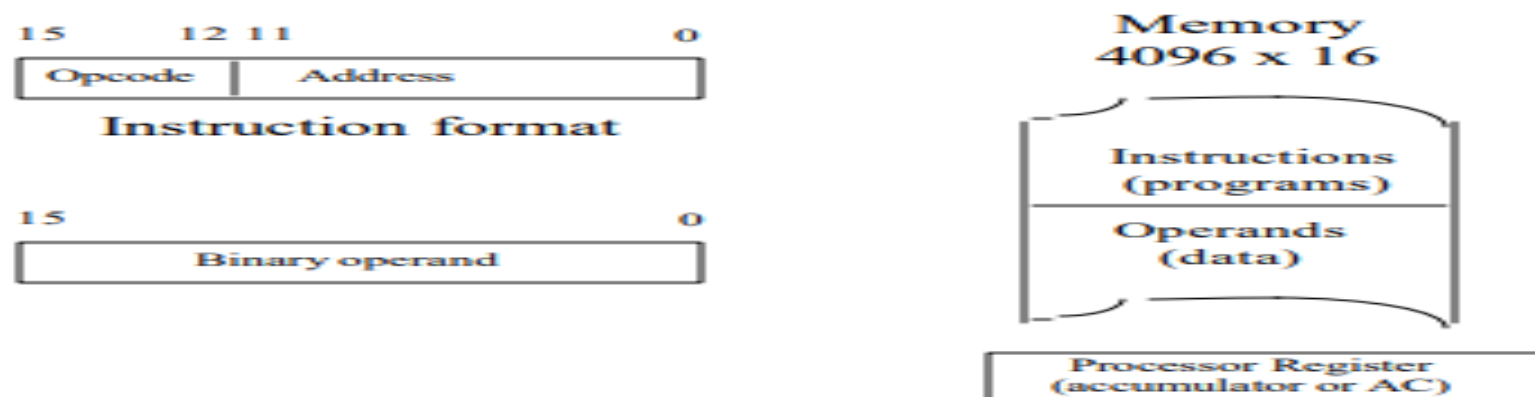 15 12 11 0
Opcode Address
Instruction format
15 0
Binary operand
Memory
4096 x 16
Instructions
(programs)
Operands
(data)
Processor Register
(accumulator or AC)